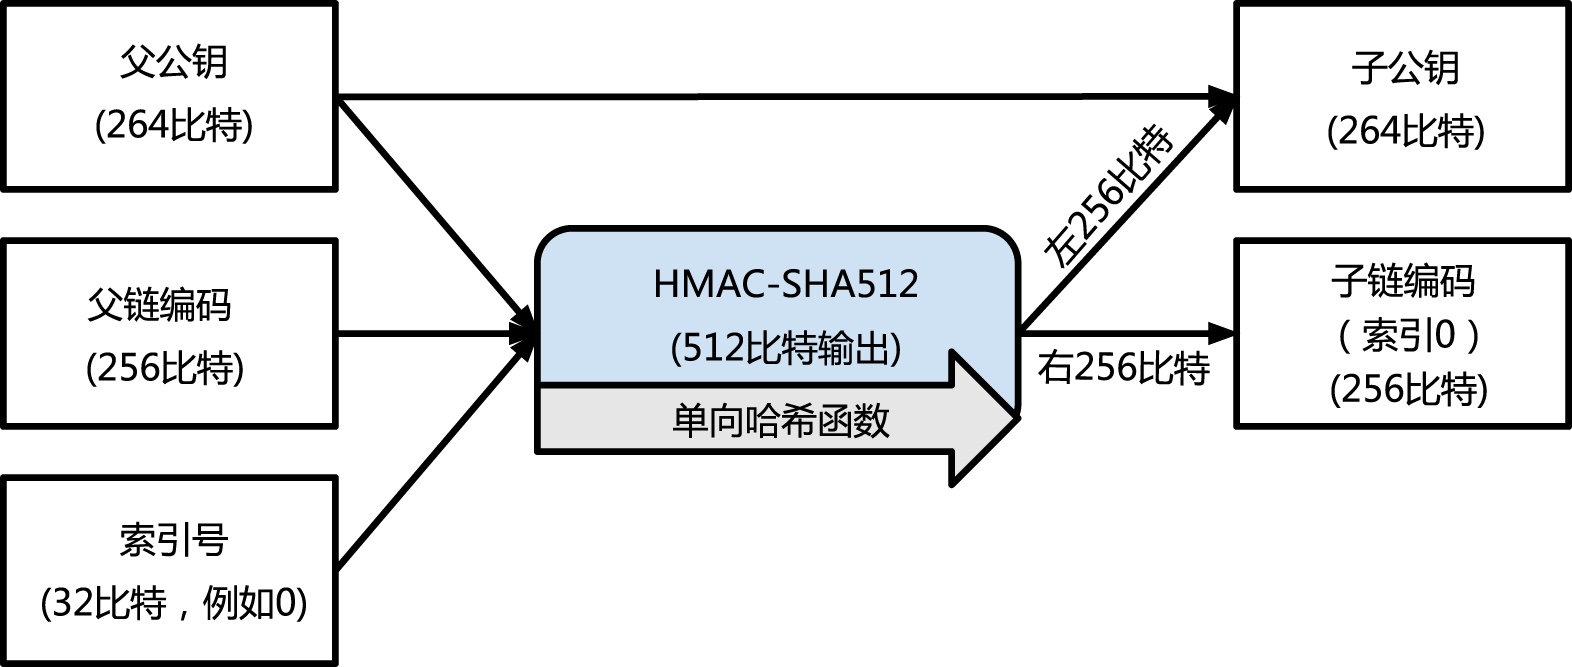 父公钥
(264比特)
父链编码
(256比特)
索引号
(32比特，例如0)
HMAC-SHA512
(512比特输出)
单向哈希函数
左256比特
右256比特
子公钥
(264比特)
子链编码
（索引0）
(256比特)